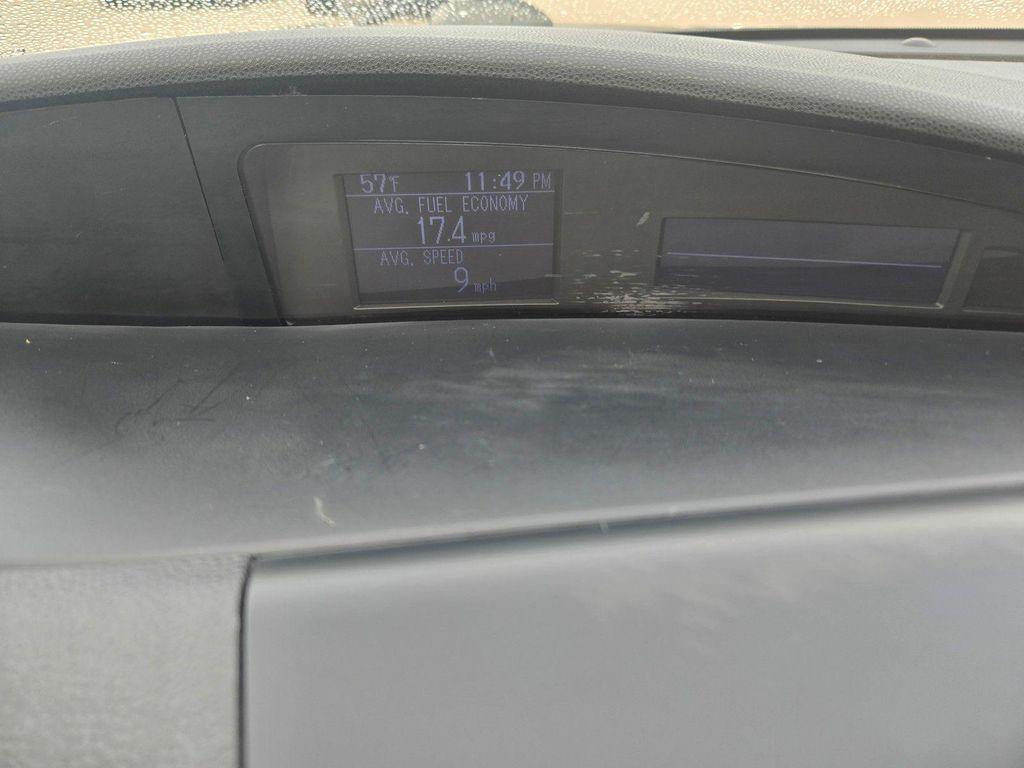 57°F 11:49 PM
AVG. FUEL ECONOMY
17.4 mpg
AVG. SPEED
9 mph